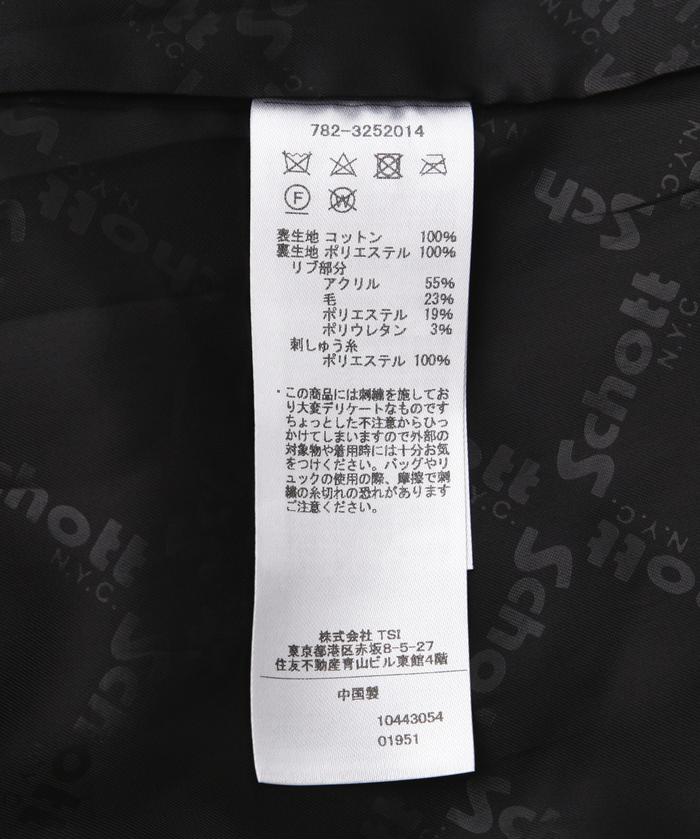 782-3252014
F
W
表生地 コットン 100%
裏生地 ポリエステル 100%
リブ部分
アクリル 55%
毛 23%
ポリエステル 19%
ポリウレタン 3%
刺しゅう糸
ポリエステル 100%
・この商品には刺繍を施してお
り大変デリケートなものです
ちょっとした不注意からひっ
かけてしまいますので外部の
対象物や着用時には十分お気
をつけください。バッグやリ
ュックの使用の際、摩擦で刺
繍の糸切れの恐れがあります
ご注意ください。
株式会社 TSI
東京都港区赤坂8-5-27
住友不動産青山ビル東館4階
中国製
10443054
01951
Schott
N.Y.C.
Schott
N.Y.C.
Schott
N.Y.C.
Schott
N.Y.C.
Schott
N.Y.C.
Schott